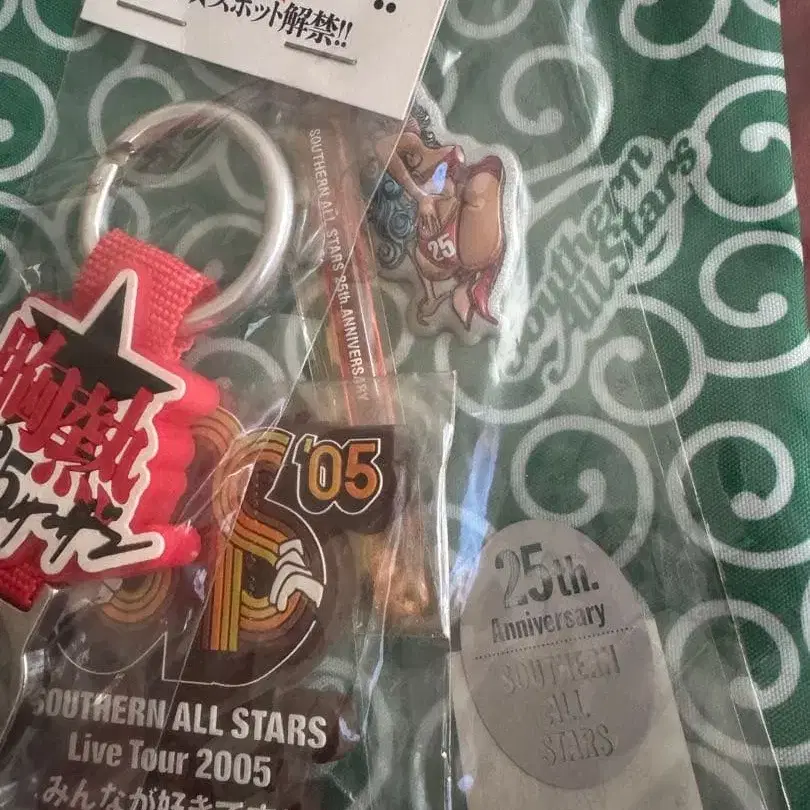 スポット解禁!!
SOUTHERN ALL STARS 25th ANNIVERSARY
25
Southern
All Stars
胸熱
'05
25th.
Anniversary
SOUTHERN
ALL
STARS
SOUTHERN ALL STARS
Live Tour 2005
みんなが好きです